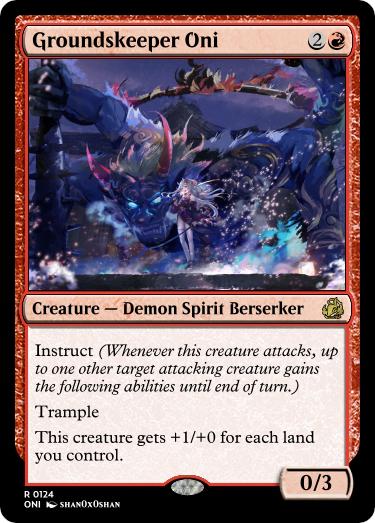 Groundskeeper Oni 2
Creature — Demon Spirit Berserker
Instruct (Whenever this creature attacks, up
to one other target attacking creature gains
the following abilities until end of turn.)
Trample
This creature gets +1/+0 for each land
you control.
0/3
R 0124
ONI SHANOXOSHAN